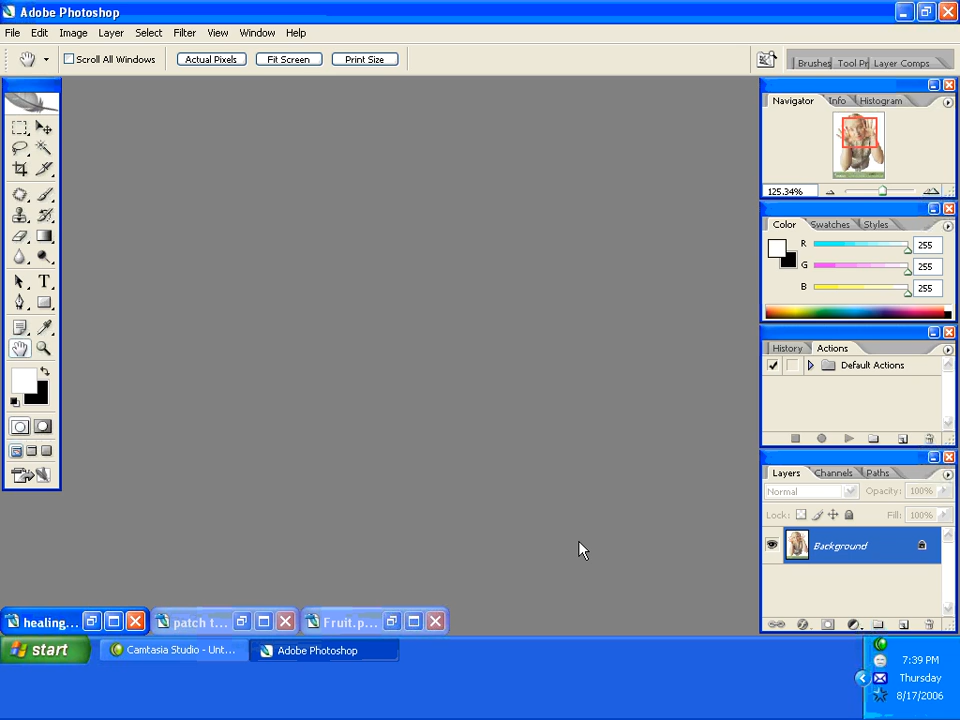 Adobe Photoshop
File Edit Image Layer Select Filter View Window Help
Scroll All Windows Actual Pixels Fit Screen Print Size Brushes Tool Pr Layer Comps
Navigator Info Histogram
125.34%
Color Swatches Styles
R 255
G 255
B 255
History Actions
Default Actions
Layers Channels Paths
Normal Opacity: 100%
Lock: Fill: 100%
Background
healing... patch t... Fruit.p...
start Camtasia Studio - Unt... Adobe Photoshop
7:39 PM
Thursday
8/17/2006